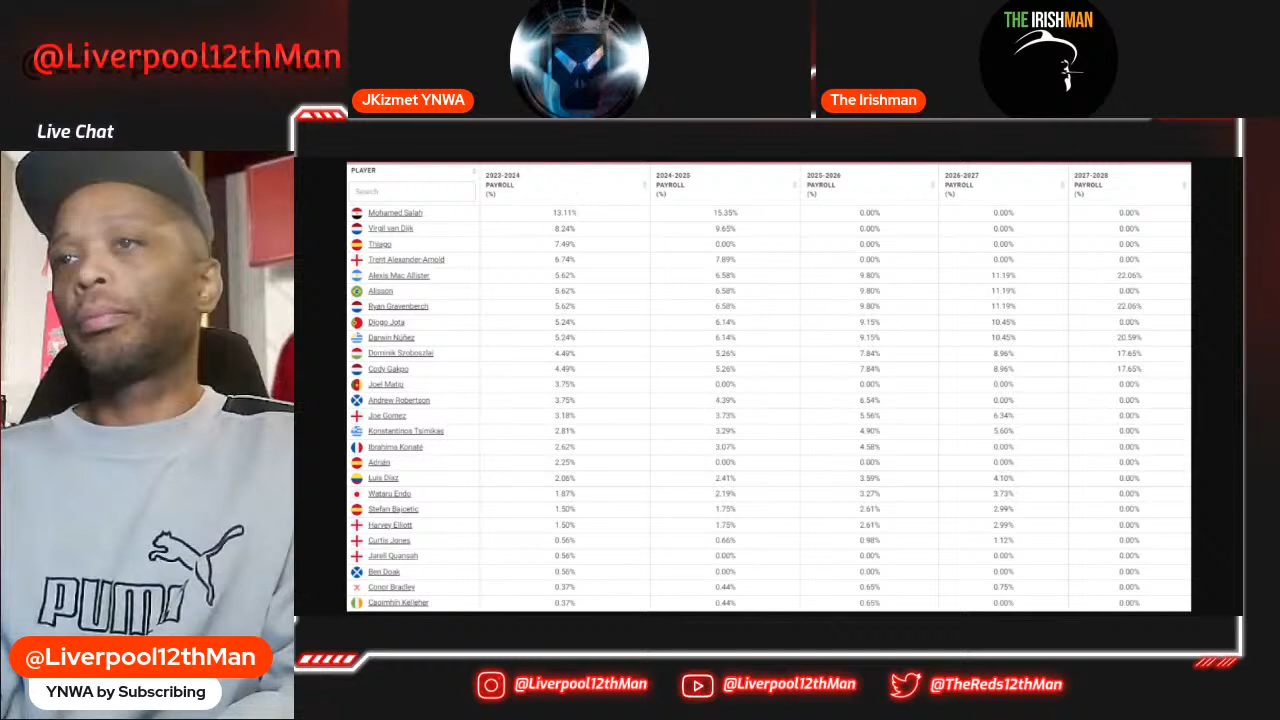 @Liverpool12thMan
THE IRISHMAN
JKizmet YNWA
The Irishman
Live Chat
PLAYER 2023-2024 PAYROLL (%) 2024-2025 PAYROLL (%) 2025-2026 PAYROLL (%) 2026-2027 PAYROLL (%) 2027-2028 PAYROLL (%)
Search
Mohamed Salah 13.11% 15.35% 0.00% 0.00% 0.00%
Virgil van Dijk 8.24% 9.65% 0.00% 0.00% 0.00%
Thiago 7.49% 0.00% 0.00% 0.00% 0.00%
Trent Alexander-Arnold 6.74% 7.89% 0.00% 0.00% 0.00%
Alexis Mac Allister 5.62% 6.58% 9.80% 11.19% 22.06%
Alisson 5.62% 6.58% 9.80% 11.19% 0.00%
Ryan Gravenberch 5.62% 6.58% 9.80% 11.19% 22.06%
Diogo Jota 5.24% 6.14% 9.15% 10.45% 0.00%
Darwin Núñez 5.24% 6.14% 9.15% 10.45% 20.59%
Dominik Szoboszlai 4.49% 5.26% 7.84% 8.96% 17.65%
Cody Gakpo 4.49% 5.26% 7.84% 8.96% 17.65%
Joel Matip 3.75% 0.00% 0.00% 0.00% 0.00%
Andrew Robertson 3.75% 4.39% 6.54% 0.00% 0.00%
Joe Gomez 3.18% 3.73% 5.56% 6.34% 0.00%
Konstantinos Tsimikas 2.81% 3.29% 4.90% 5.60% 0.00%
Ibrahima Konaté 2.62% 3.07% 4.58% 0.00% 0.00%
Adrián 2.25% 0.00% 0.00% 0.00% 0.00%
Luis Díaz 2.06% 2.41% 3.59% 4.10% 0.00%
Wataru Endo 1.87% 2.19% 3.27% 3.73% 0.00%
Stefan Bajcetic 1.50% 1.75% 2.61% 2.99% 0.00%
Harvey Elliott 1.50% 1.75% 2.61% 2.99% 0.00%
Curtis Jones 0.56% 0.66% 0.98% 1.12% 0.00%
Jarell Quansah 0.56% 0.00% 0.00% 0.00% 0.00%
Ben Doak 0.56% 0.00% 0.00% 0.00% 0.00%
Conor Bradley 0.37% 0.44% 0.65% 0.75% 0.00%
Caoimhin Kelleher 0.37% 0.44% 0.65% 0.00% 0.00%
PUMA
@Liverpool12thMan
YNWA by Subscribing
@Liverpool12thMan @Liverpool12thMan @TheReds12thMan